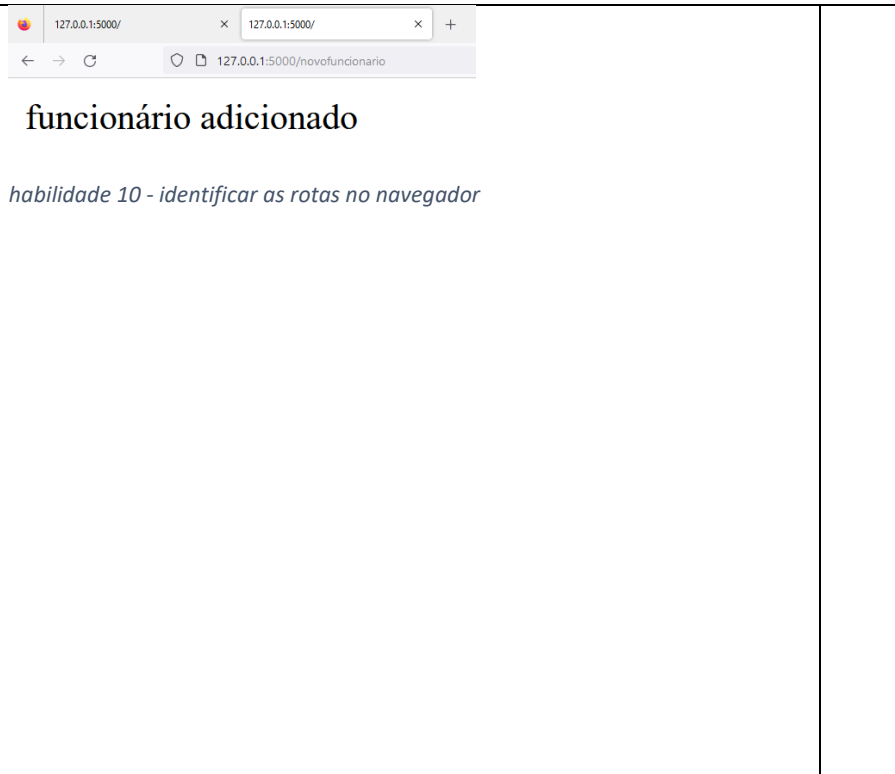 127.0.0.1:5000/ 127.0.0.1:5000/
127.0.0.1:5000/novofuncionario
funcionário adicionado
habilidade 10 - identificar as rotas no navegador